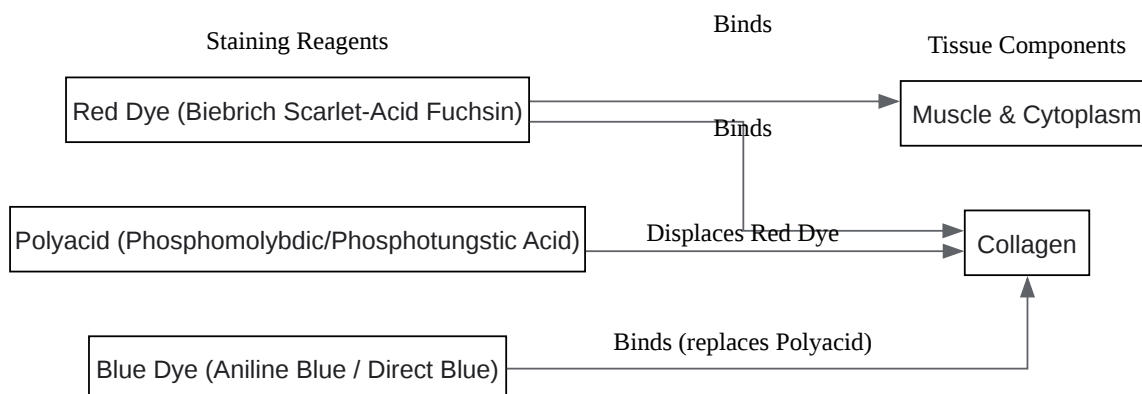 Binds
Staining Reagents
Tissue Components
Red Dye (Biebrich Scarlet-Acid Fuchsin)
Muscle & Cytoplasm
Binds
Polyacid (Phosphomolybdic/Phosphotungstic Acid)
Displaces Red Dye
Collagen
Binds (replaces Polyacid)
Blue Dye (Aniline Blue / Direct Blue)